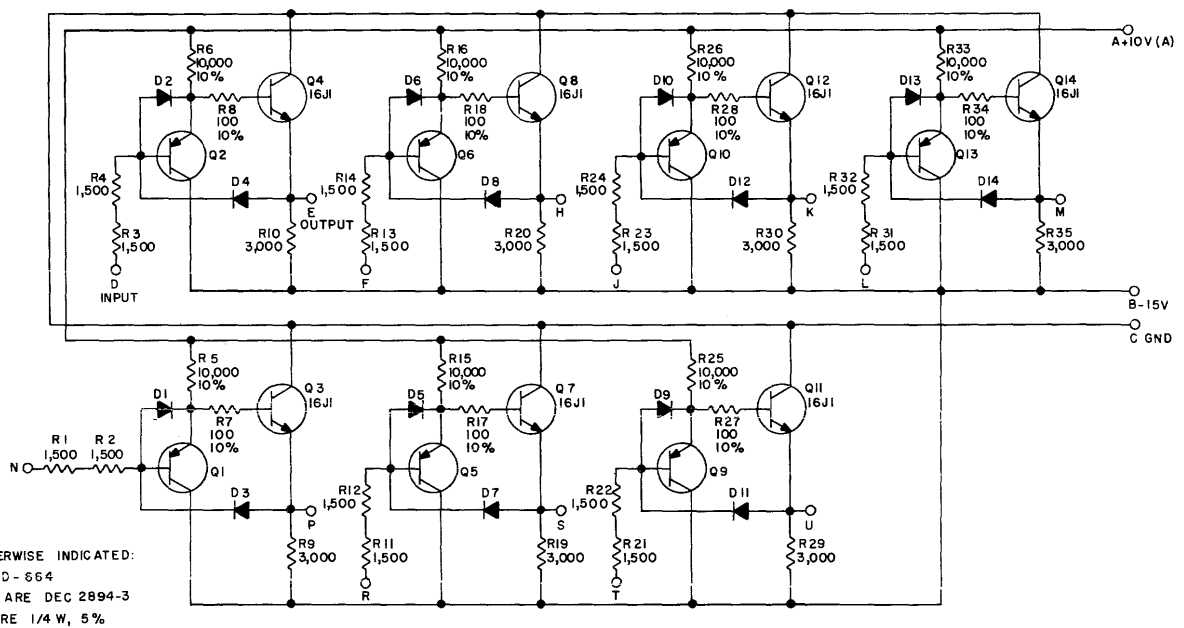 R6
10,000
10%
Q4
16J1
D2
R8
100
10%
Q2
R4
1,500
R3
1,500
D
INPUT
D4
E
OUTPUT
R10
3,000
R16
10,000
10%
Q8
16J1
D6
R18
100
10%
Q6
R14
1,500
R13
1,500
F
D8
H
R20
3,000
R26
10,000
10%
Q12
16J1
D10
R28
100
10%
Q10
R24
1,500
R23
1,500
J
D12
K
R30
3,000
R33
10,000
10%
Q14
16J1
D13
R34
100
10%
Q13
R32
1,500
R31
1,500
L
D14
M
R35
3,000
A+10V(A)
B-15V
C GND
R5
10,000
10%
Q3
16J1
D1
R7
100
10%
Q1
N
R1
1,500
R2
1,500
D3
P
R9
3,000
R15
10,000
10%
Q7
16J1
D5
R17
100
10%
Q5
R12
1,500
R11
1,500
R
D7
S
R19
3,000
R25
10,000
10%
Q11
16J1
D9
R27
100
10%
Q9
R22
1,500
R21
1,500
T
D11
U
R29
3,000
ERWISE INDICATED:
D-664
ARE DEC 2894-3
RE 1/4 W, 5%